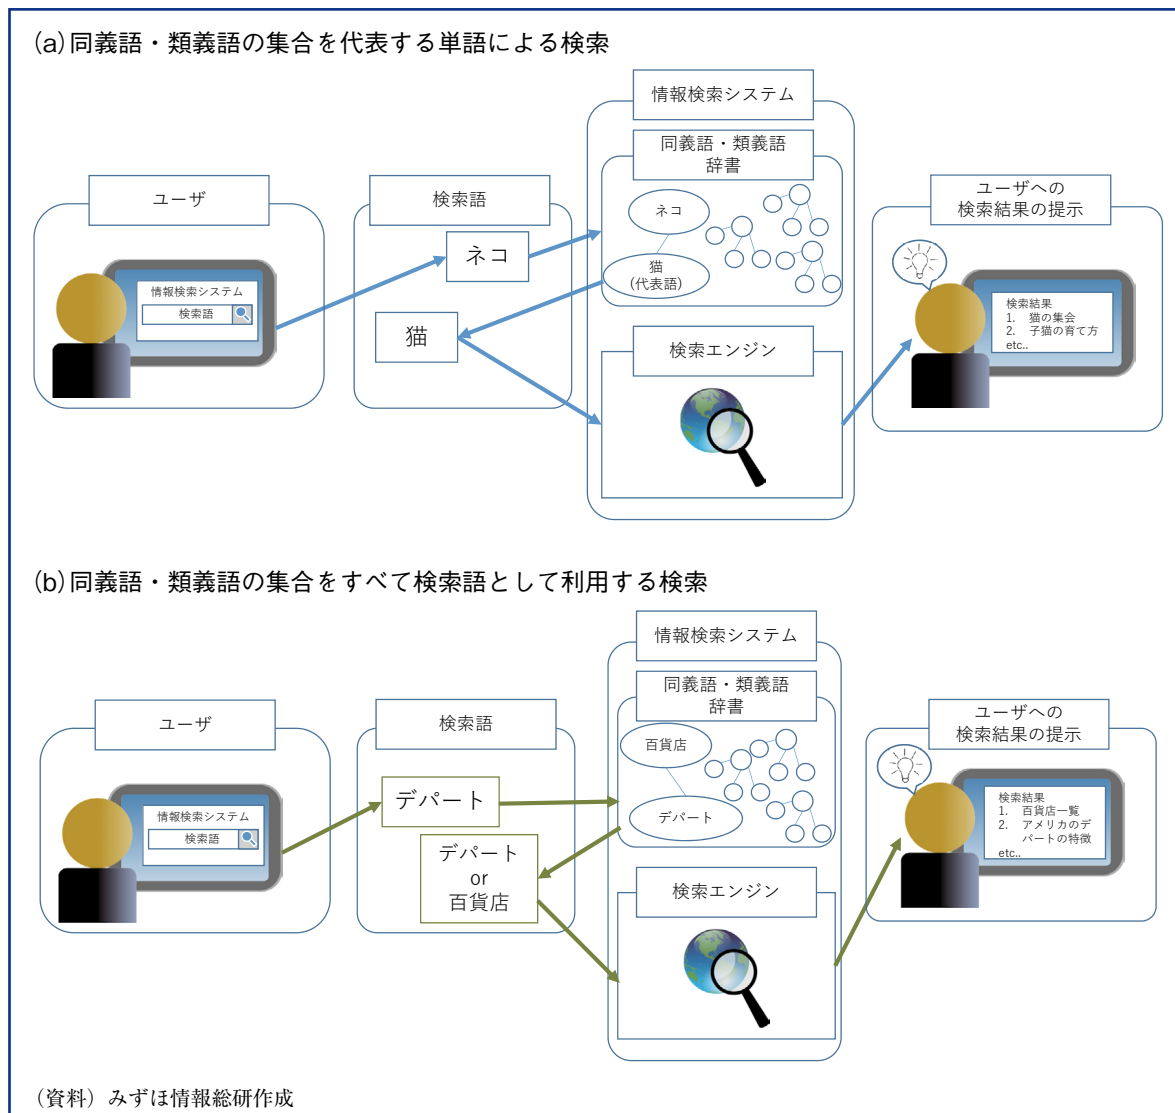 (a)同義語・類義語の集合を代表する単語による検索
情報検索システム
同義語・類義語
辞書
ユーザ
検索語
ユーザへの
検索結果の提示
ネコ
ネコ
猫
(代表語)
情報検索システム
検索語
猫
検索エンジン
検索結果
1. 猫の集会
2. 子猫の育て方
etc..
(b)同義語・類義語の集合をすべて検索語として利用する検索
情報検索システム
同義語・類義語
辞書
ユーザ
検索語
ユーザへの
検索結果の提示
百貨店
デパート
情報検索システム
検索語
デパート
デパート
or
百貨店
検索エンジン
検索結果
1. 百貨店一覧
2. アメリカのデ
パートの特徴
etc..
（資料）みずほ情報総研作成